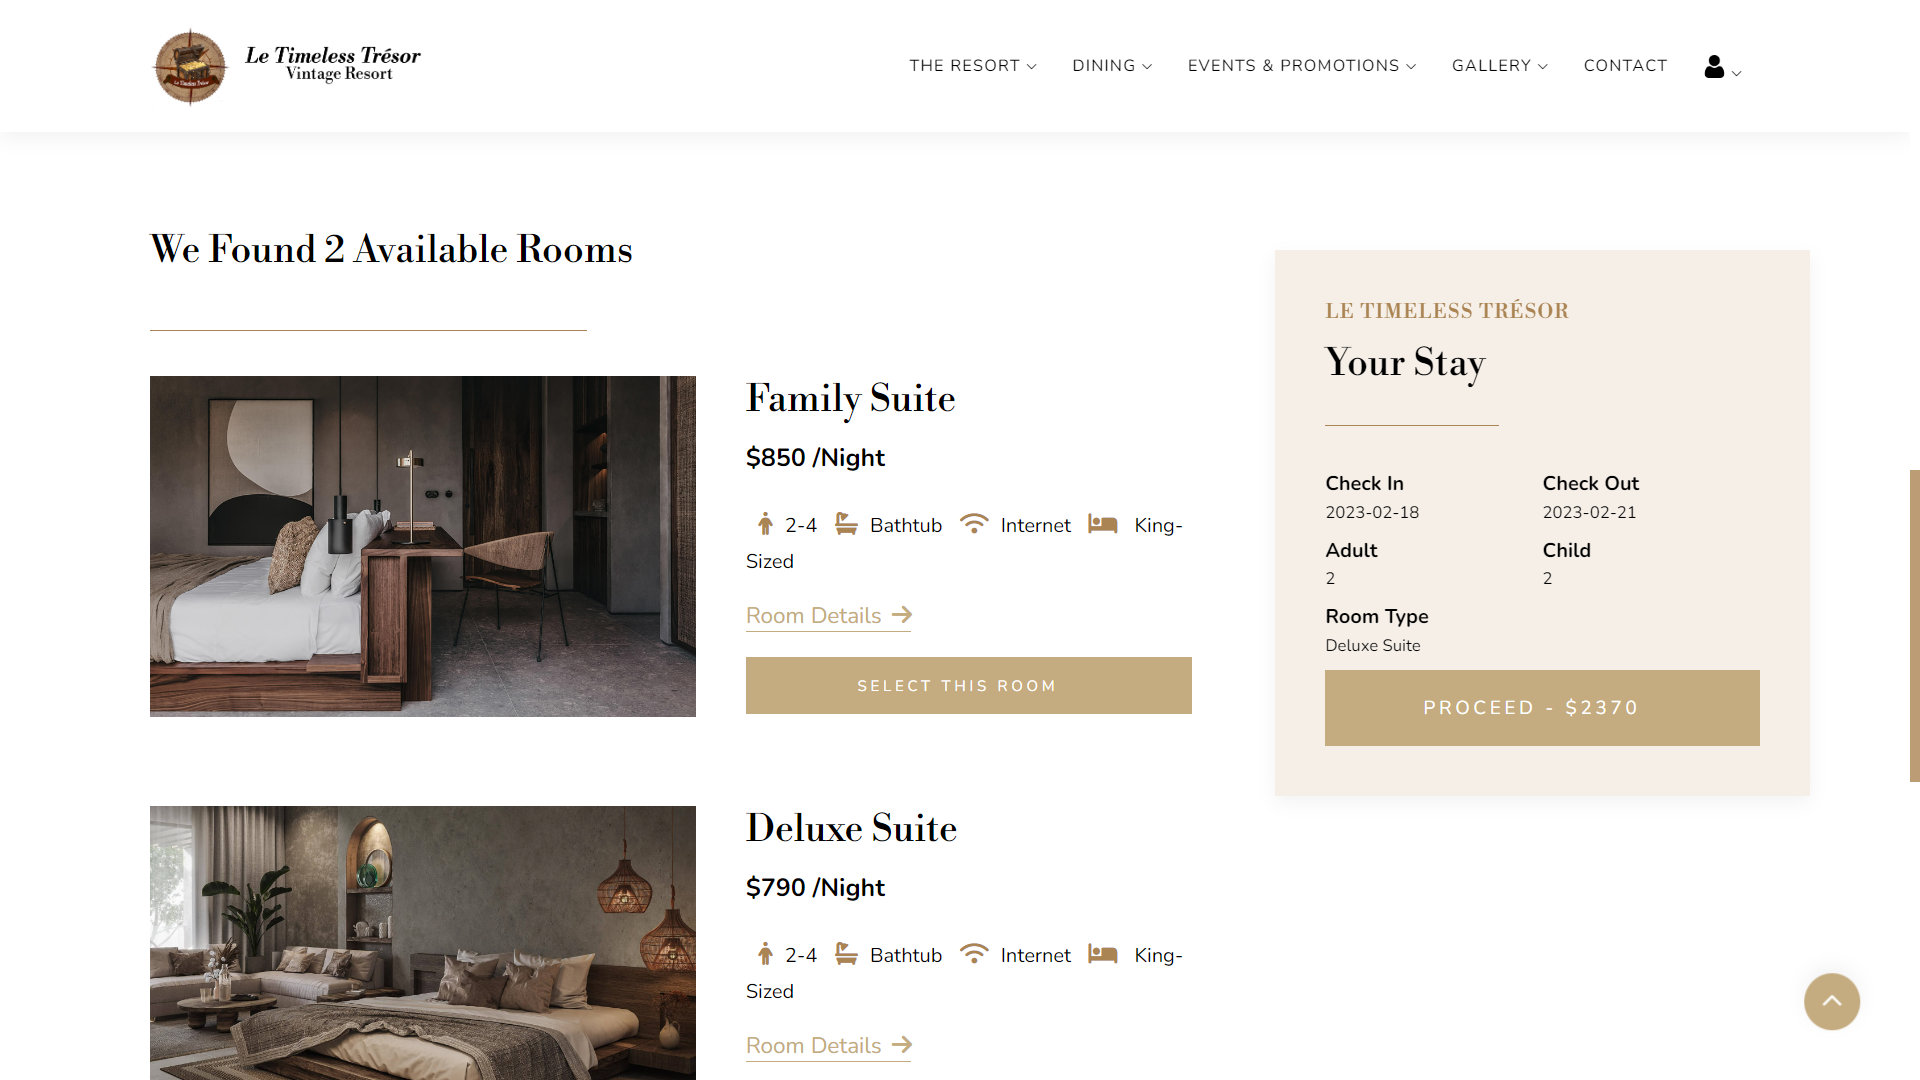 Le Timeless Trésor
Vintage Resort
THE RESORT
DINING
EVENTS & PROMOTIONS
GALLERY
CONTACT
We Found 2 Available Rooms
Family Suite
$850 /Night
2-4 Bathtub Internet King-
Sized
Room Details
SELECT THIS ROOM
Deluxe Suite
$790 /Night
2-4 Bathtub Internet King-
Sized
Room Details
LE TIMELESS TRÉSOR
Your Stay
Check In
2023-02-18
Check Out
2023-02-21
Adult
2
Child
2
Room Type
Deluxe Suite
PROCEED - $2370